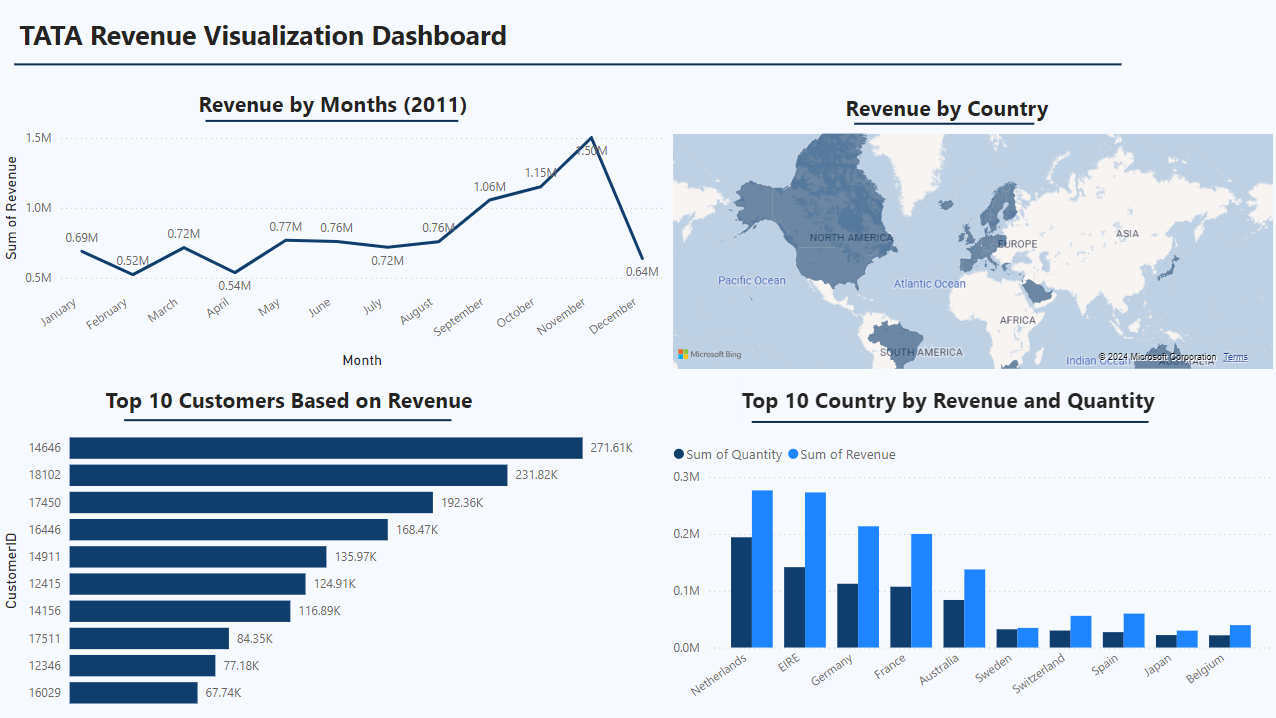 TATA Revenue Visualization Dashboard
Revenue by Months (2011)
Sum of Revenue
1.5M
1.0M
0.5M
0.69M
0.52M
0.72M
0.54M
0.77M
0.76M
0.72M
0.76M
1.06M
1.15M
1.50M
0.64M
January
February
March
April
May
June
July
August
September
October
November
December
Month
Revenue by Country
NORTH AMERICA
EUROPE
ASIA
Pacific Ocean
Atlantic Ocean
AFRICA
SOUTH AMERICA
Indian Ocean
AUSTRALIA
Microsoft Bing
© 2024 Microsoft Corporation Terms
Top 10 Customers Based on Revenue
CustomerID
14646 271.61K
18102 231.82K
17450 192.36K
16446 168.47K
14911 135.97K
12415 124.91K
14156 116.89K
17511 84.35K
12346 77.18K
16029 67.74K
Top 10 Country by Revenue and Quantity
Sum of Quantity Sum of Revenue
0.3M
0.2M
0.1M
0.0M
Netherlands
EIRE
Germany
France
Australia
Sweden
Switzerland
Spain
Japan
Belgium